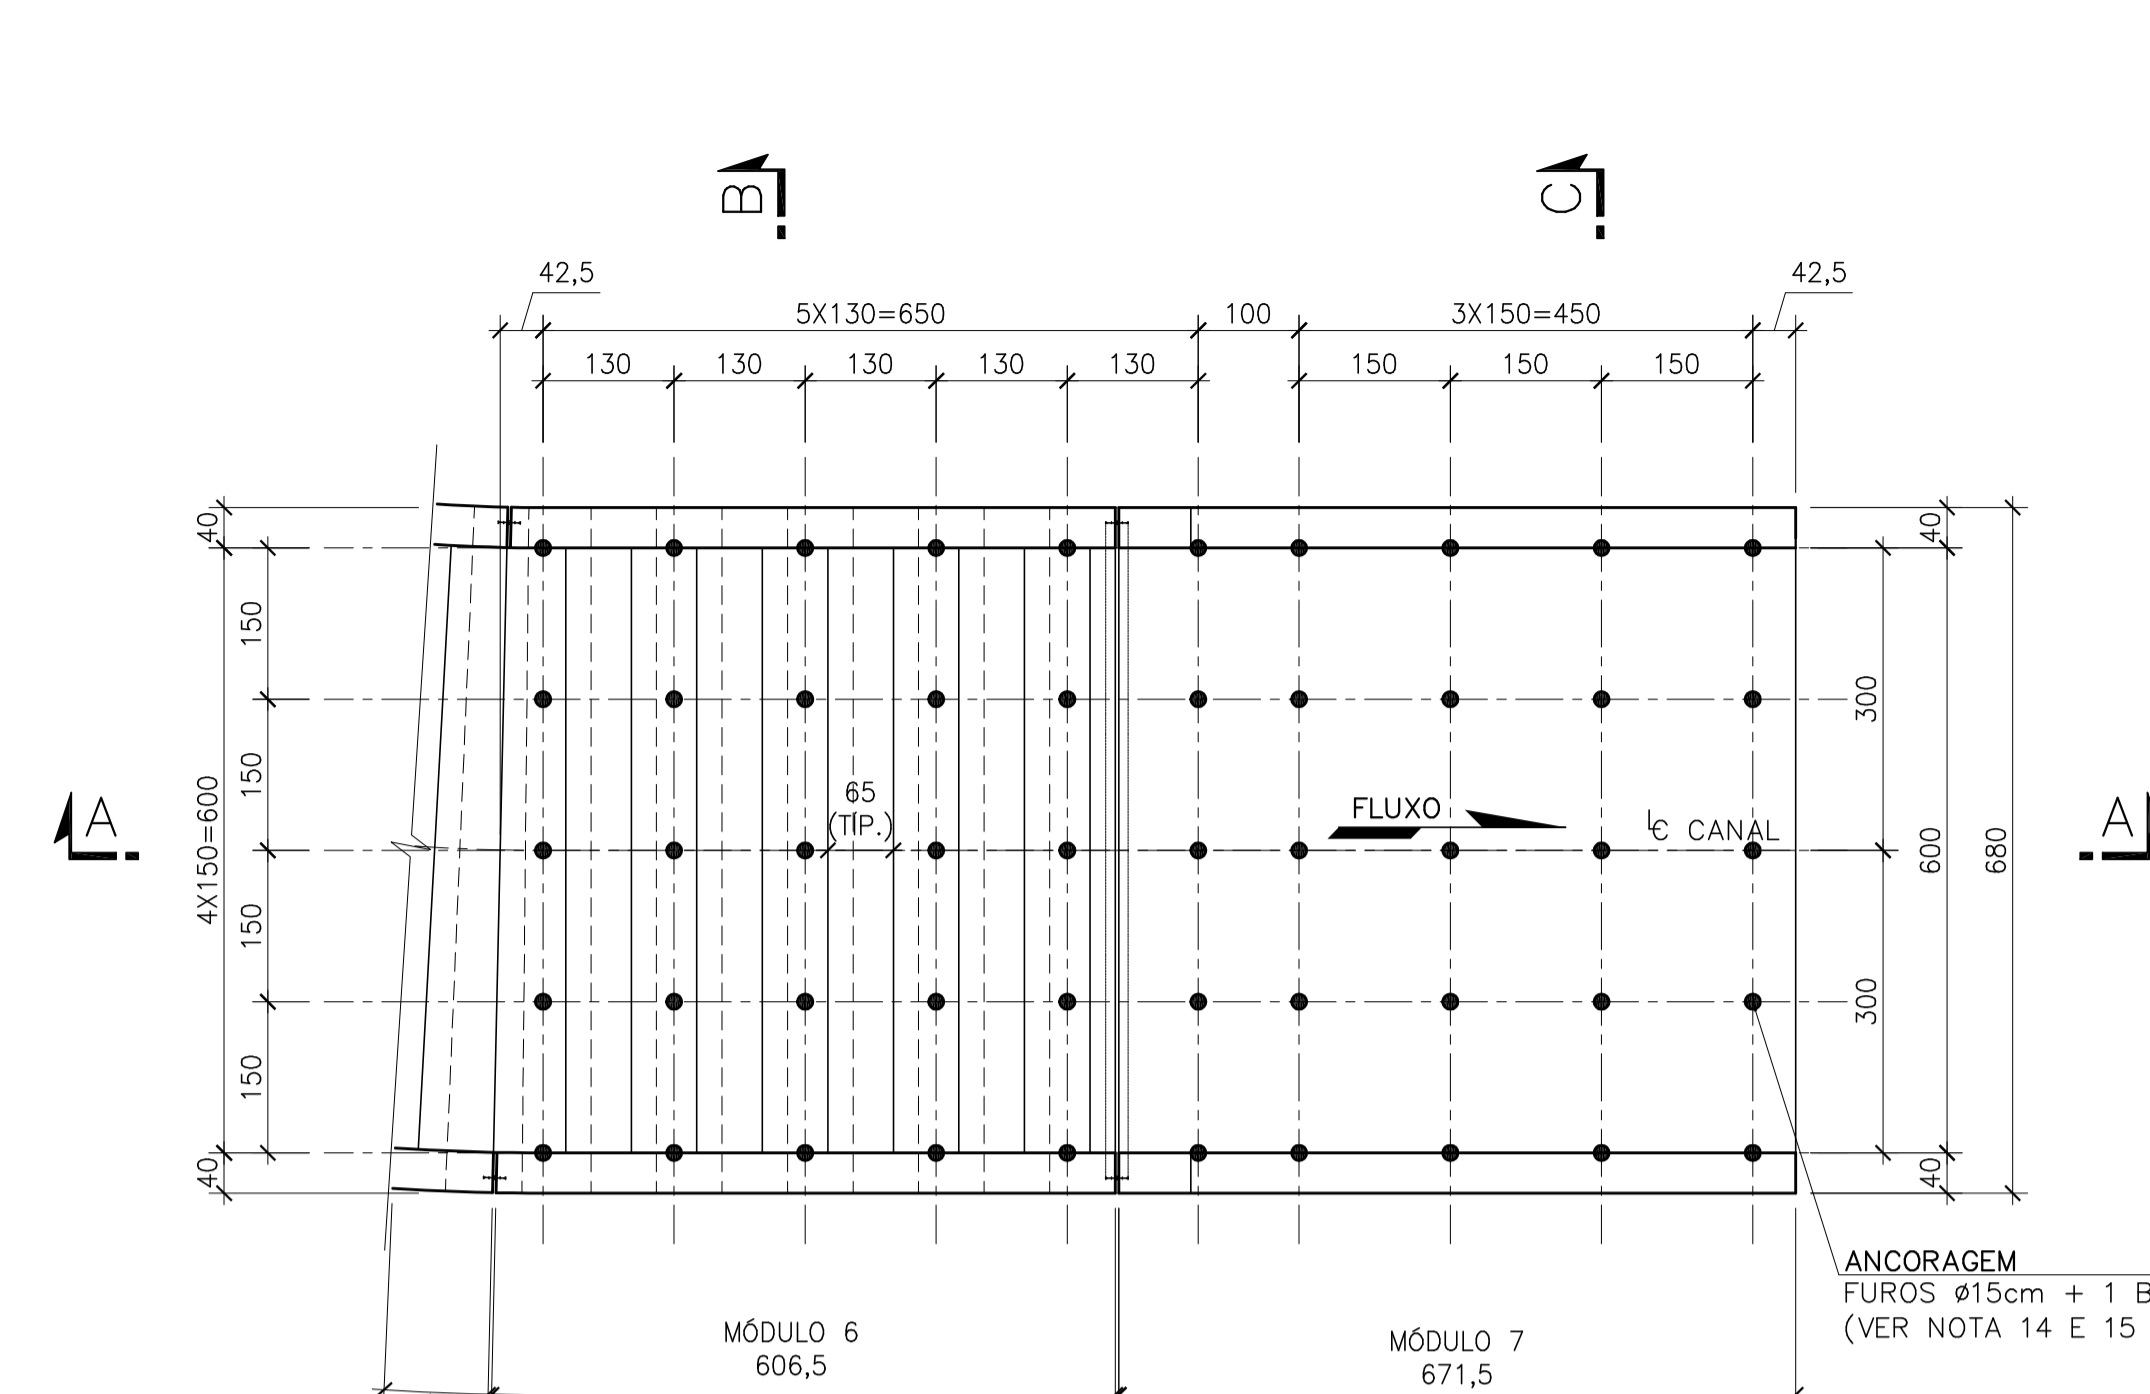 B
C
42,5
42,5
5X130=650
100
3X150=450
130
130
130
130
130
150
150
150
40
40
150
300
150
65
(TÍP.)
FLUXO
℄ CANAL
A
A
4X150=600
600
680
150
300
150
40
40
ANCORAGEM
FUROS ø15cm + 1 B
(VER NOTA 14 E 15
MÓDULO 6
606,5
MÓDULO 7
671,5